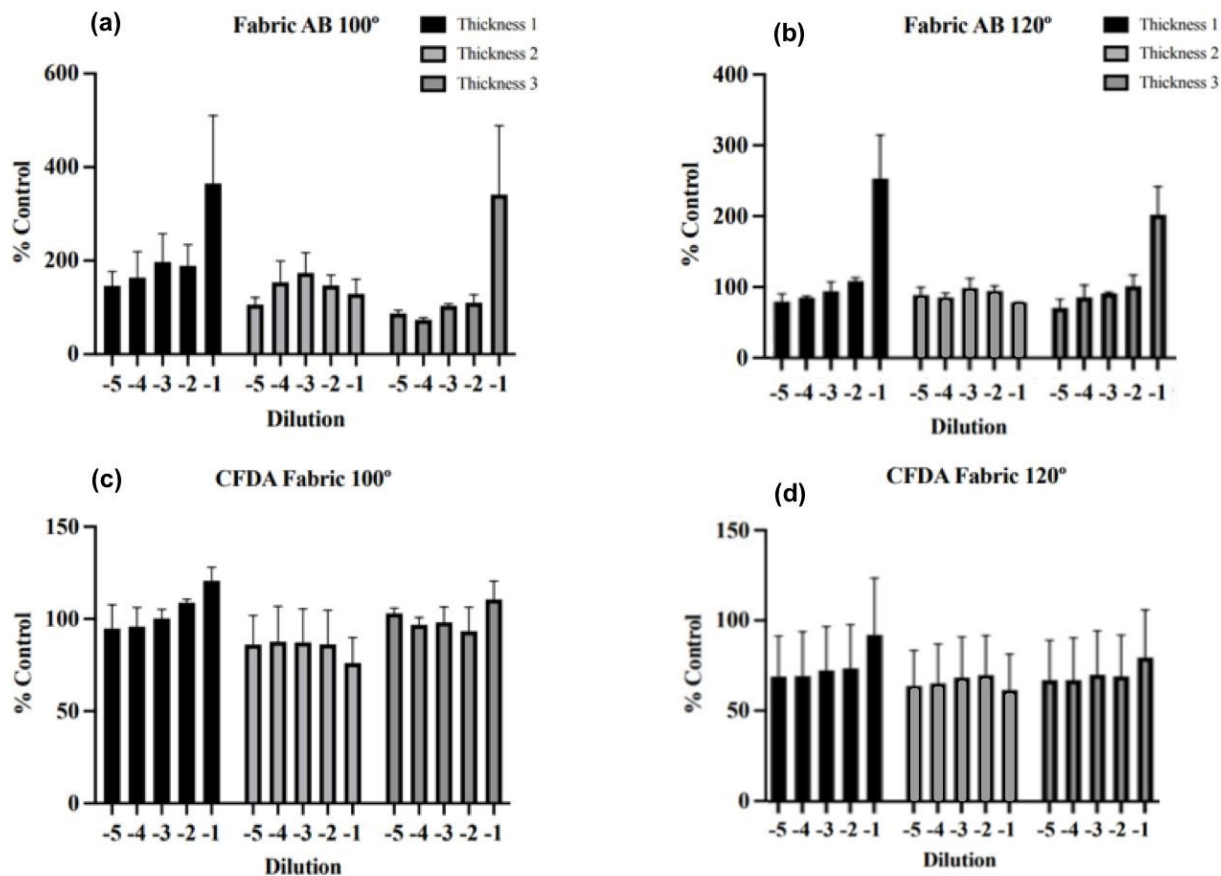 (a)
Fabric AB 100º
Thickness 1
Thickness 2
Thickness 3
% Control
600
400
200
0
-5 -4 -3 -2 -1 -5 -4 -3 -2 -1 -5 -4 -3 -2 -1
Dilution
(b)
Fabric AB 120º
Thickness 1
Thickness 2
Thickness 3
% Control
400
300
200
100
0
-5 -4 -3 -2 -1 -5 -4 -3 -2 -1 -5 -4 -3 -2 -1
Dilution
(c)
CFDA Fabric 100º
% Control
150
100
50
0
-5 -4 -3 -2 -1 -5 -4 -3 -2 -1 -5 -4 -3 -2 -1
Dilution
(d)
CFDA Fabric 120º
% Control
150
100
50
0
-5 -4 -3 -2 -1 -5 -4 -3 -2 -1 -5 -4 -3 -2 -1
Dilution